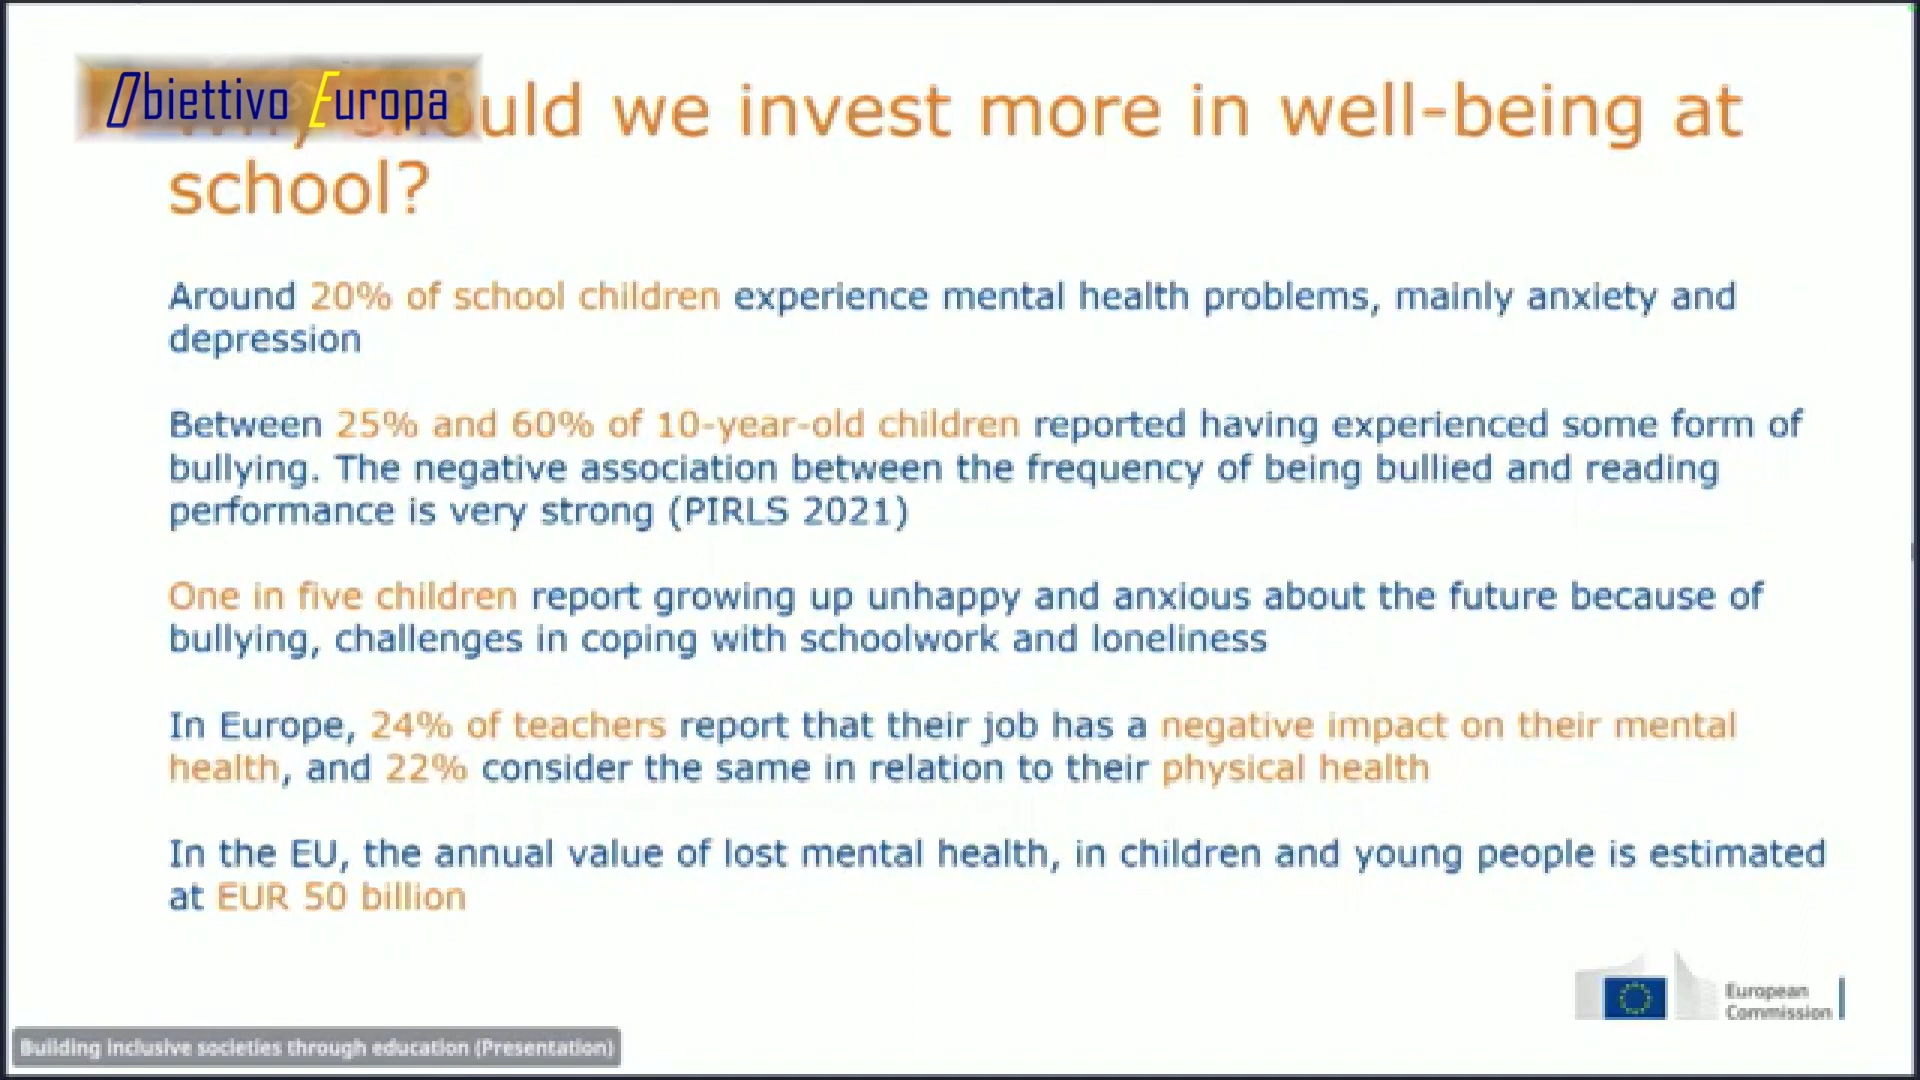 Obiettivo Europa
should we invest more in well-being at
school?
Around 20% of school children experience mental health problems, mainly anxiety and
depression
Between 25% and 60% of 10-year-old children reported having experienced some form of
bullying. The negative association between the frequency of being bullied and reading
performance is very strong (PIRLS 2021)
One in five children report growing up unhappy and anxious about the future because of
bullying, challenges in coping with schoolwork and loneliness
In Europe, 24% of teachers report that their job has a negative impact on their mental
health, and 22% consider the same in relation to their physical health
In the EU, the annual value of lost mental health, in children and young people is estimated
at EUR 50 billion
European
Commission
Building inclusive societies through education (Presentation)